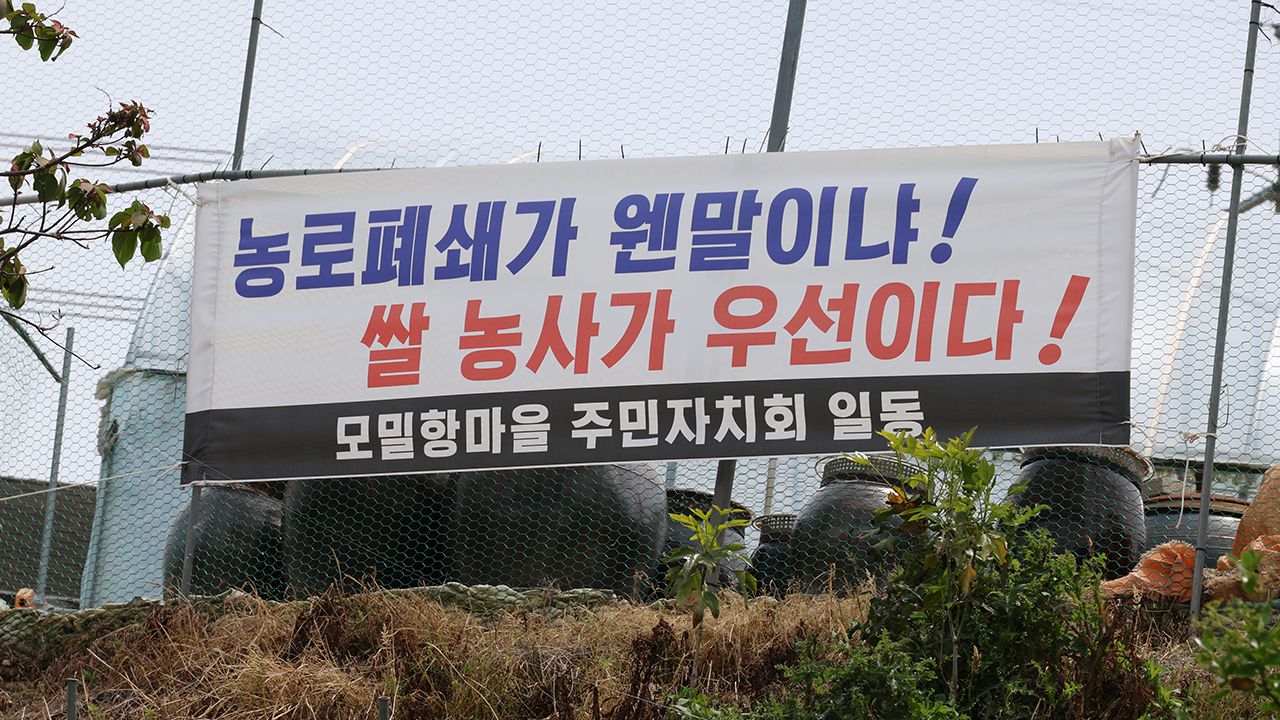 농로폐쇄가 웬말이냐!
쌀 농사가 우선이다!
모밀항마을 주민자치회 일동